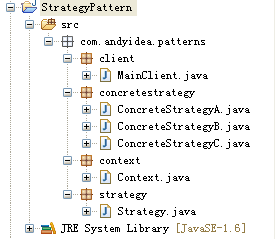 StrategyPattern
src
com.andyidea.patterns
client
MainClient.java
concretestrategy
ConcreteStrategyA.java
ConcreteStrategyB.java
ConcreteStrategyC.java
context
Context.java
strategy
Strategy.java
JRE System Library [JavaSE-1.6]